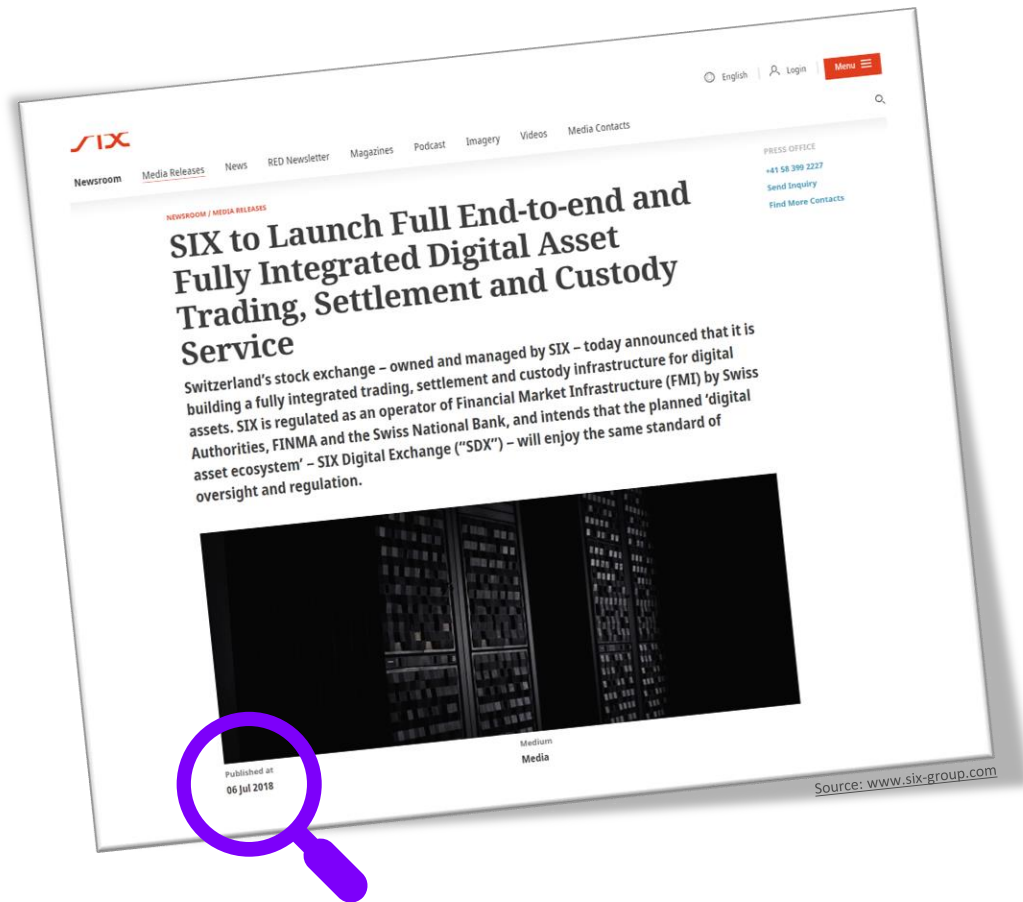 English
Login
Menu
SIX
Newsroom
Media Releases
News
RED Newsletter
Magazines
Podcast
Imagery
Videos
Media Contacts
PRESS OFFICE
+41 58 399 2227
Send Inquiry
Find More Contacts
NEWSROOM / MEDIA RELEASES
SIX to Launch Full End-to-end and
Fully Integrated Digital Asset
Trading, Settlement and Custody
Service
Switzerland's stock exchange – owned and managed by SIX – today announced that it is
building a fully integrated trading, settlement and custody infrastructure for digital
assets. SIX is regulated as an operator of Financial Market Infrastructure (FMI) by Swiss
Authorities, FINMA and the Swiss National Bank, and intends that the planned ‘digital
asset ecosystem’ – SIX Digital Exchange (“SDX”) – will enjoy the same standard of
oversight and regulation.
Published at
06 Jul 2018
Medium
Media
Source: www.six-group.com